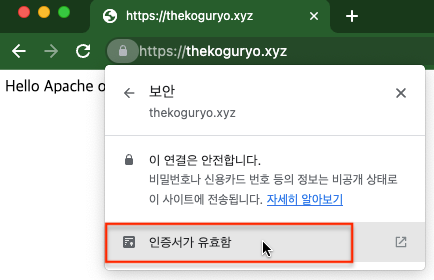 https://thekoguryo.xyz
https://thekoguryo.xyz
Hello Apache o
보안
thekoguryo.xyz
이 연결은 안전합니다.
비밀번호나 신용카드 번호 등의 정보는 비공개 상태로
이 사이트에 전송됩니다. 자세히 알아보기
인증서가 유효함